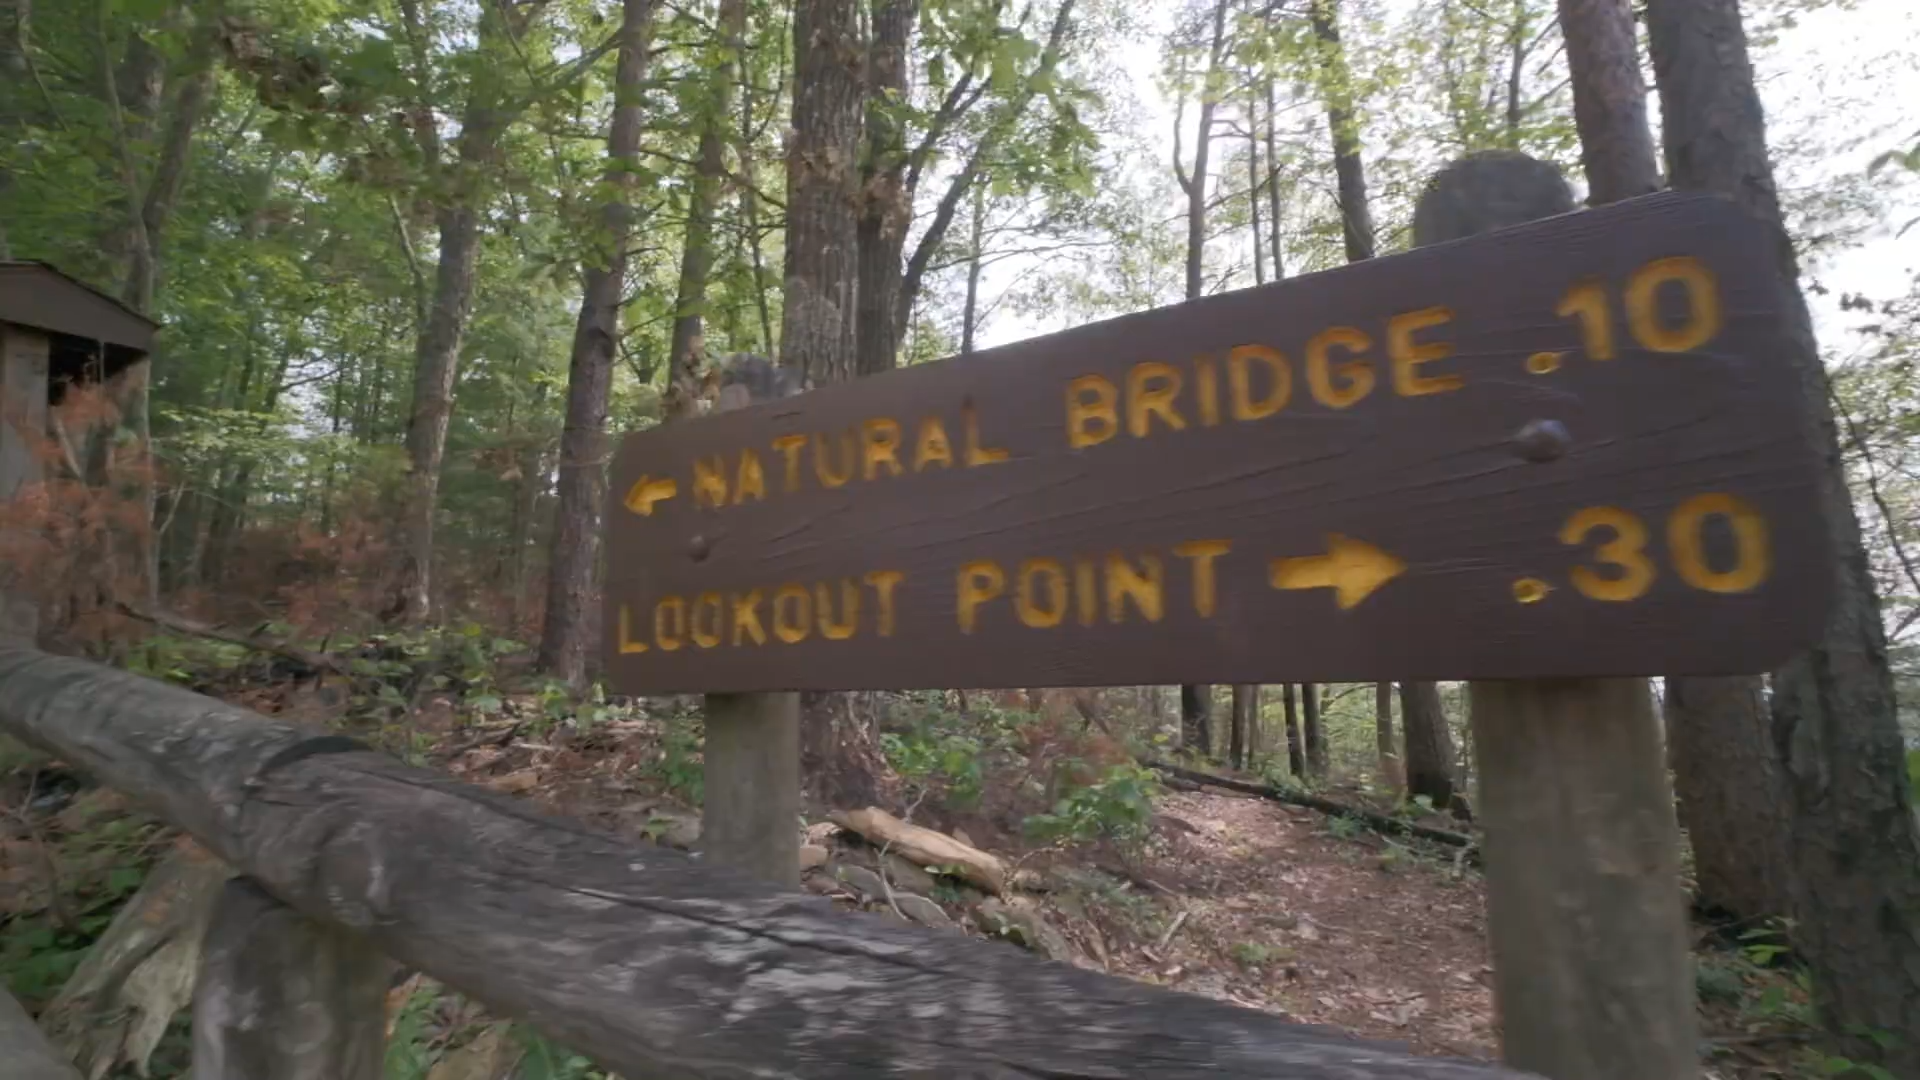 ← NATURAL BRIDGE .10
LOOKOUT POINT → .30